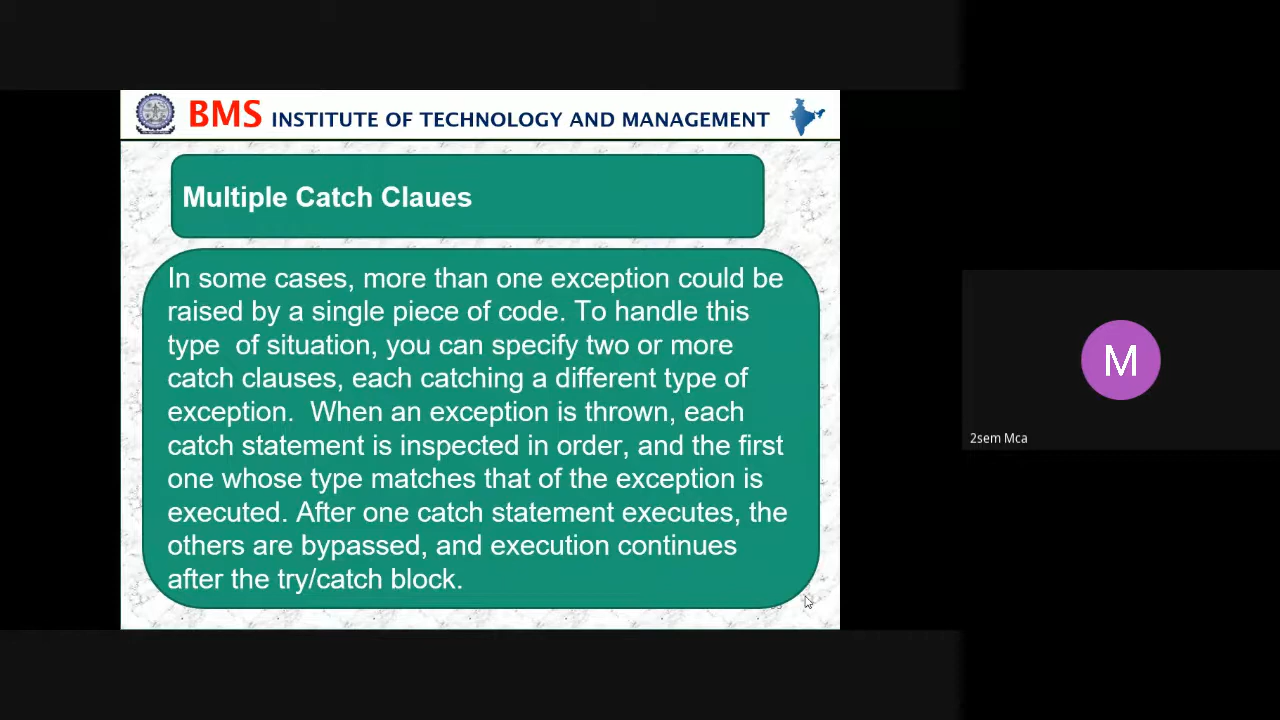 BMS INSTITUTE OF TECHNOLOGY AND MANAGEMENT
Multiple Catch Claues
In some cases, more than one exception could be
raised by a single piece of code. To handle this
type  of situation, you can specify two or more
catch clauses, each catching a different type of
exception.  When an exception is thrown, each
catch statement is inspected in order, and the first
one whose type matches that of the exception is
executed. After one catch statement executes, the
others are bypassed, and execution continues
after the try/catch block.
M
2sem Mca